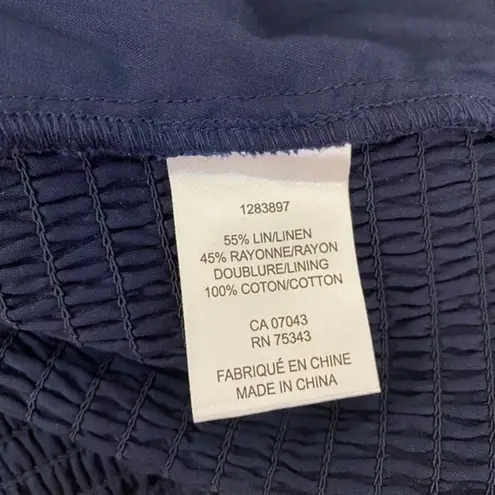 1283897
55% LIN/LINEN
45% RAYONNE/RAYON
DOUBLURE/LINING
100% COTON/COTTON
CA 07043
RN 75343
FABRIQUÉ EN CHINE
MADE IN CHINA